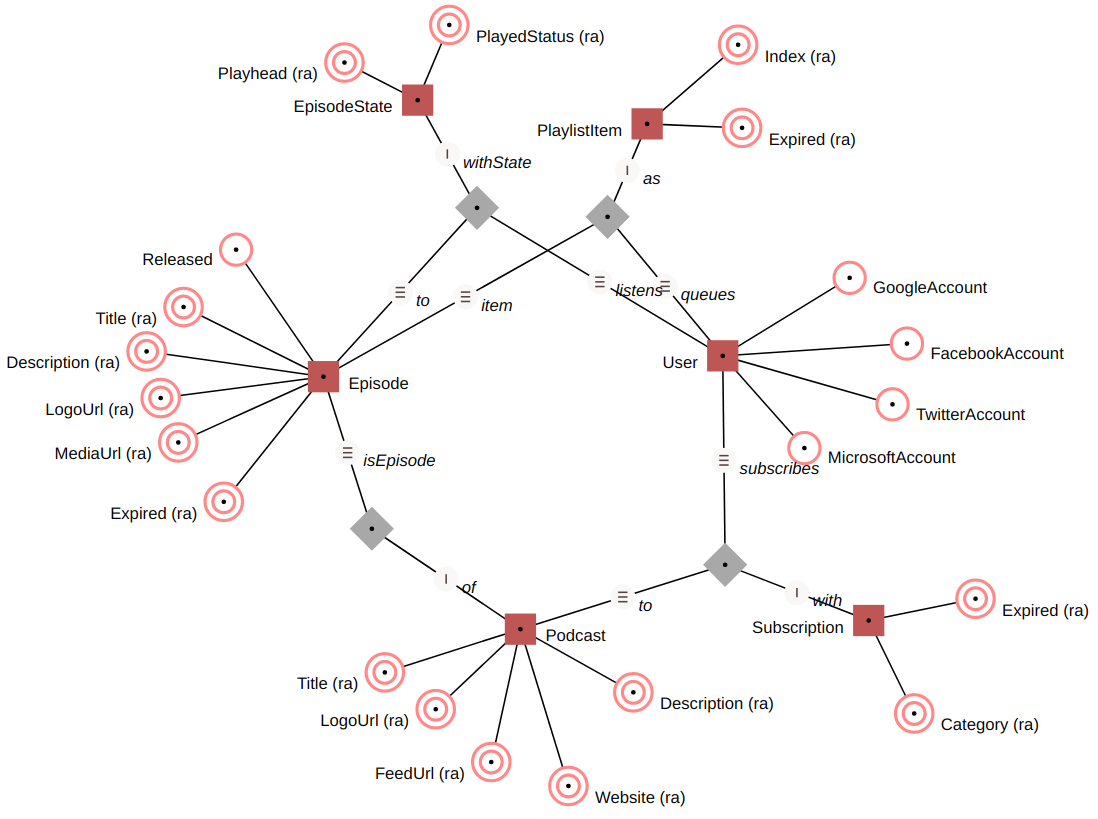 PlayedStatus (ra)
Index (ra)
Playhead (ra)
EpisodeState
PlaylistItem
Expired (ra)
withState
as
Released
GoogleAccount
listens
queues
to
item
Title (ra)
FacebookAccount
Description (ra)
User
Episode
LogoUrl (ra)
TwitterAccount
MediaUrl (ra)
MicrosoftAccount
isEpisode
subscribes
Expired (ra)
of
with
to
Expired (ra)
Subscription
Podcast
Title (ra)
Description (ra)
LogoUrl (ra)
Category (ra)
FeedUrl (ra)
Website (ra)